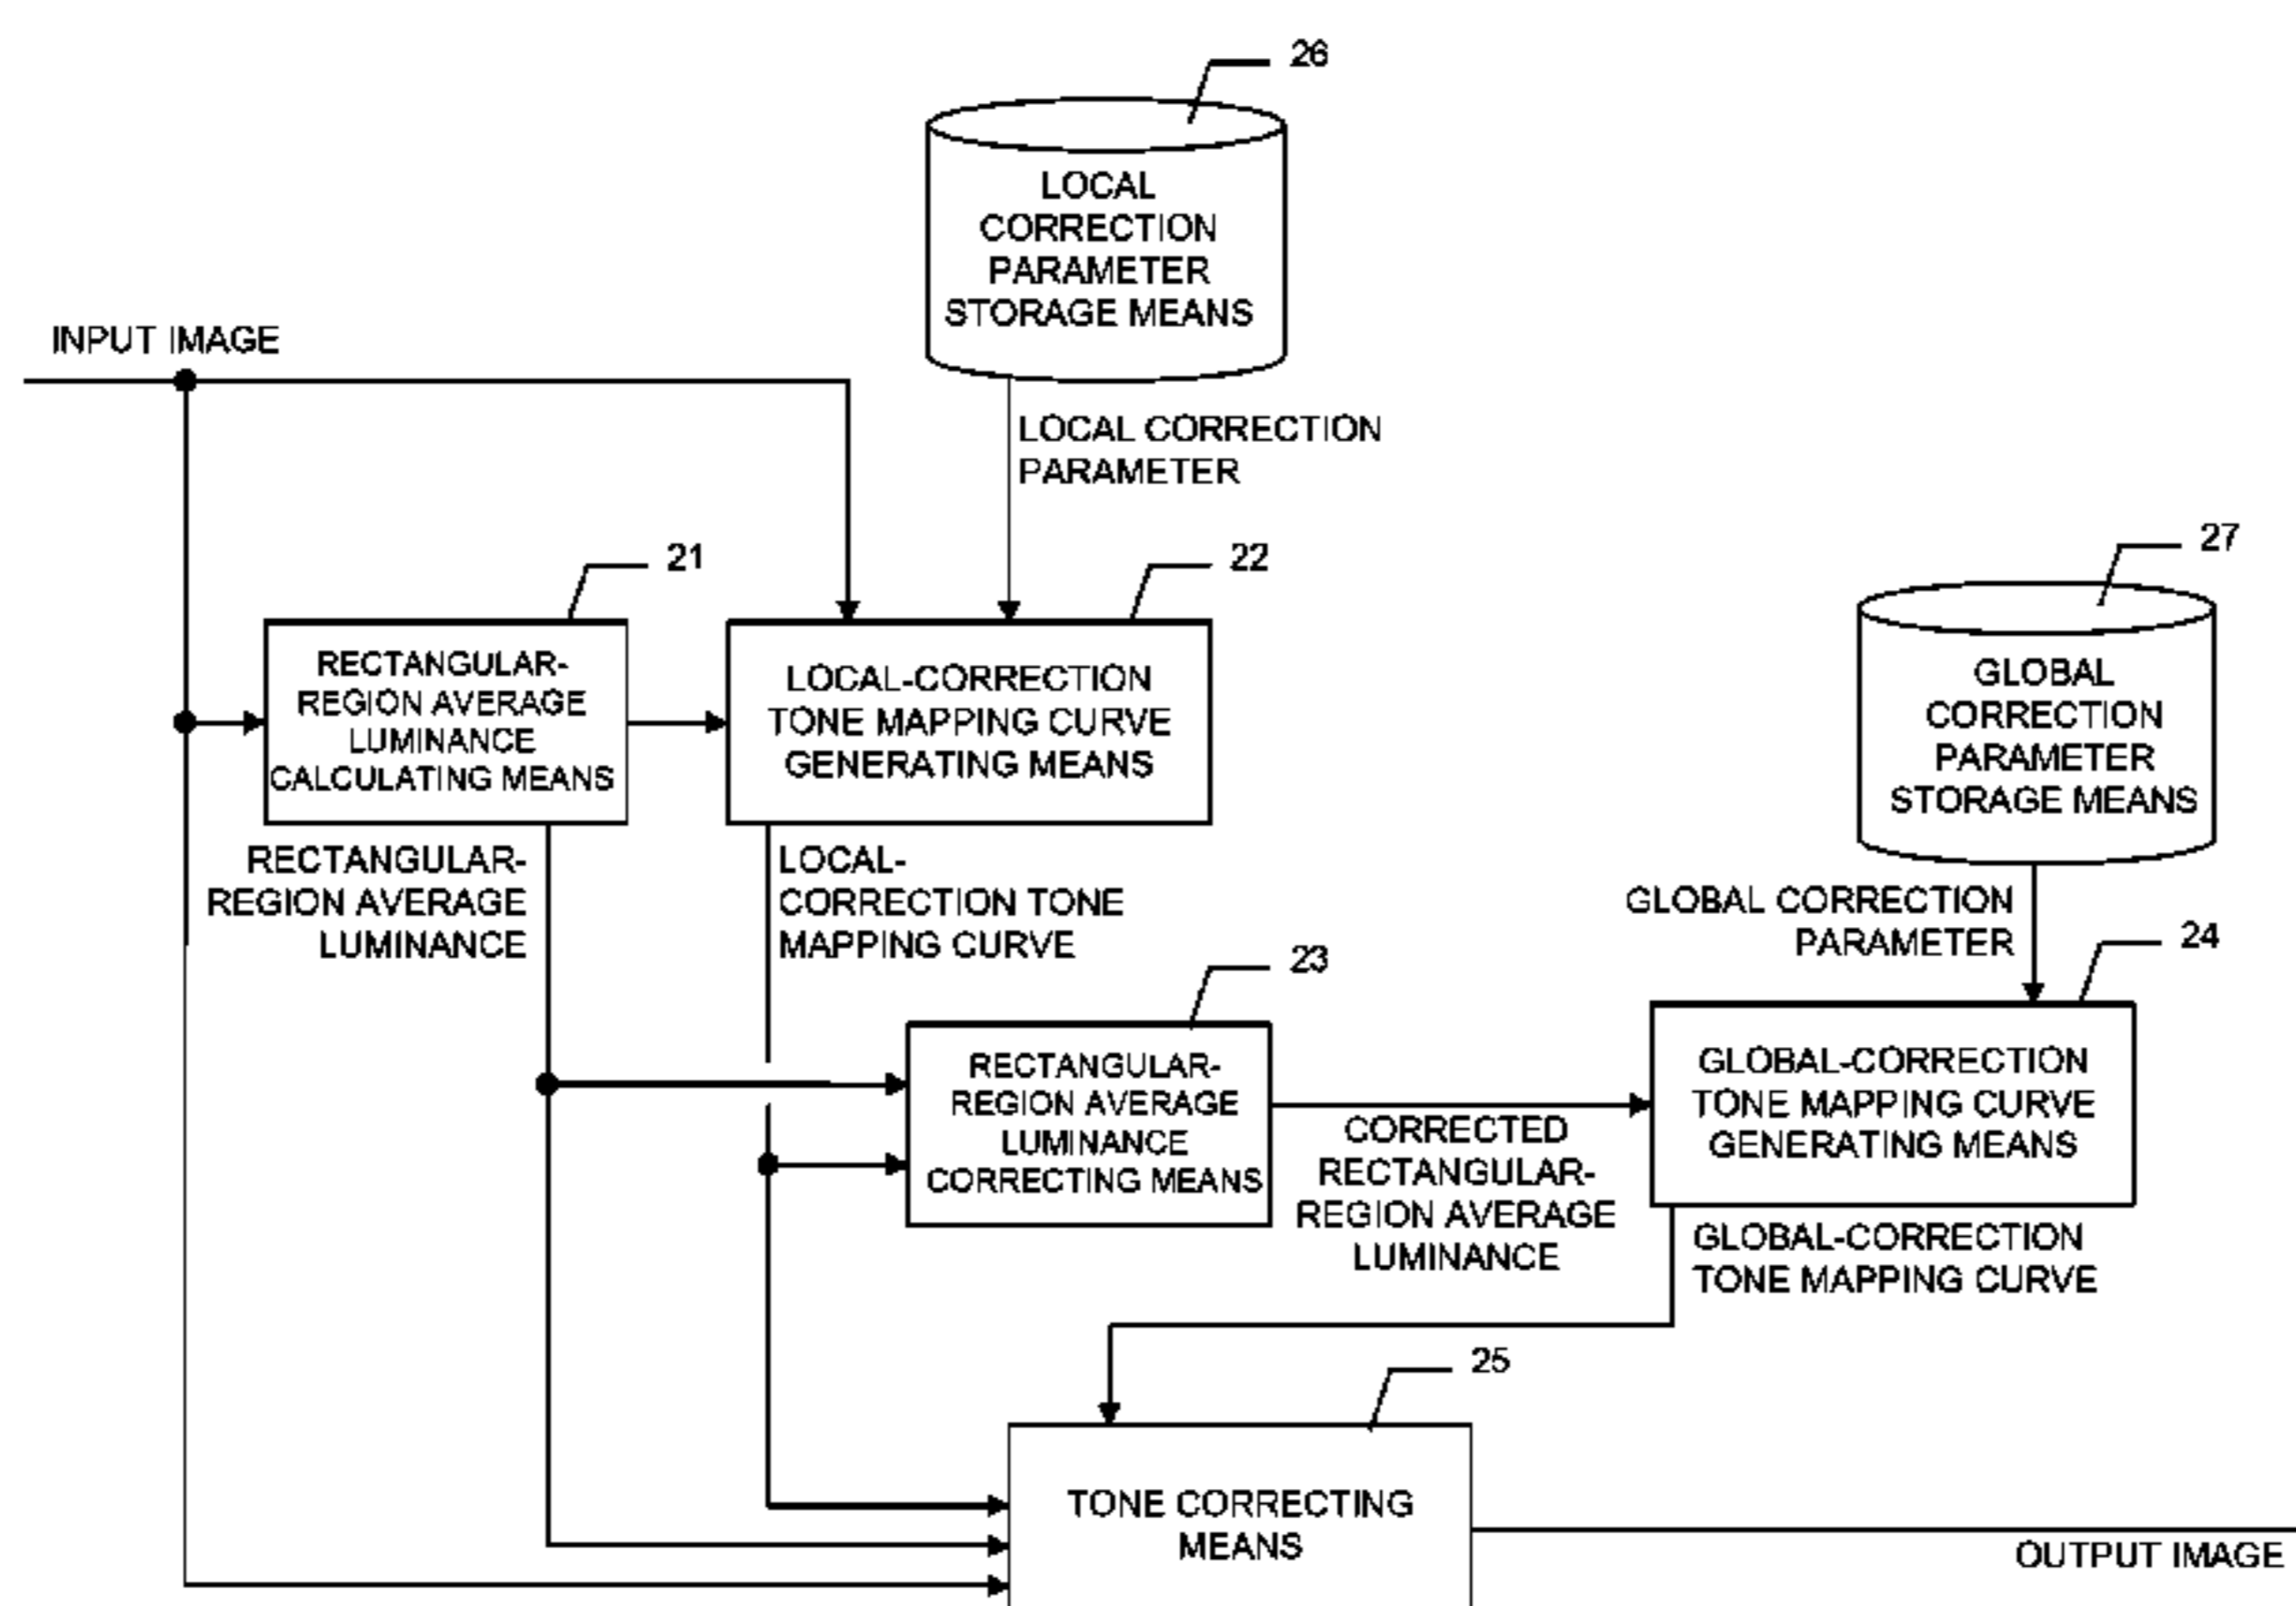 26
LOCAL
CORRECTION
PARAMETER
STORAGE MEANS
INPUT IMAGE
LOCAL CORRECTION
PARAMETER
21
22
27
RECTANGULAR-
REGION AVERAGE
LUMINANCE
CALCULATING MEANS
LOCAL-CORRECTION
TONE MAPPING CURVE
GENERATING MEANS
GLOBAL
CORRECTION
PARAMETER
STORAGE MEANS
RECTANGULAR-
REGION AVERAGE
LUMINANCE
LOCAL-
CORRECTION TONE
MAPPING CURVE
GLOBAL CORRECTION
PARAMETER
23
24
RECTANGULAR-
REGION AVERAGE
LUMINANCE
CORRECTING MEANS
CORRECTED
RECTANGULAR-
REGION AVERAGE
LUMINANCE
GLOBAL-CORRECTION
TONE MAPPING CURVE
GENERATING MEANS
GLOBAL-CORRECTION
TONE MAPPING CURVE
25
TONE CORRECTING
MEANS
OUTPUT IMAGE